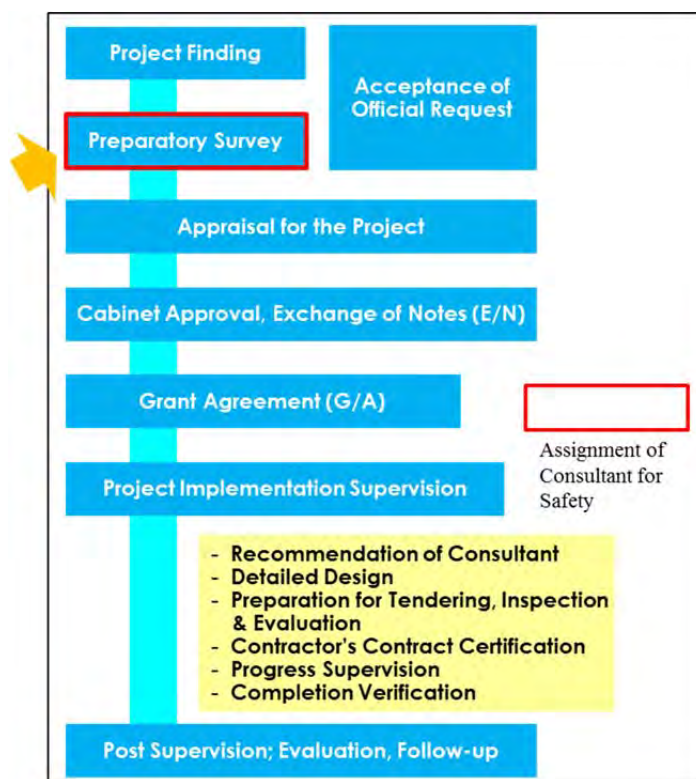 Project Finding
Acceptance of
Official Request
Preparatory Survey
Appraisal for the Project
Cabinet Approval, Exchange of Notes (E/N)
Grant Agreement (G/A)
Assignment of
Consultant for
Safety
Project Implementation Supervision
- Recommendation of Consultant
- Detailed Design
- Preparation for Tendering, Inspection
& Evaluation
- Contractor's Contract Certification
- Progress Supervision
- Completion Verification
Post Supervision; Evaluation, Follow-up